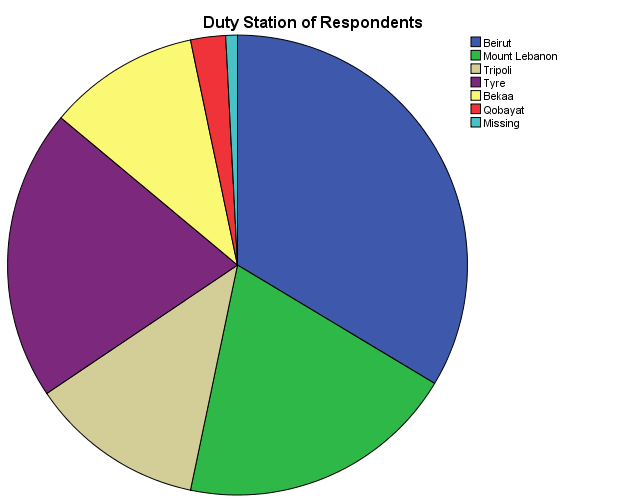 Duty Station of Respondents
Beirut
Mount Lebanon
Tripoli
Tyre
Bekaa
Qobayat
Missing